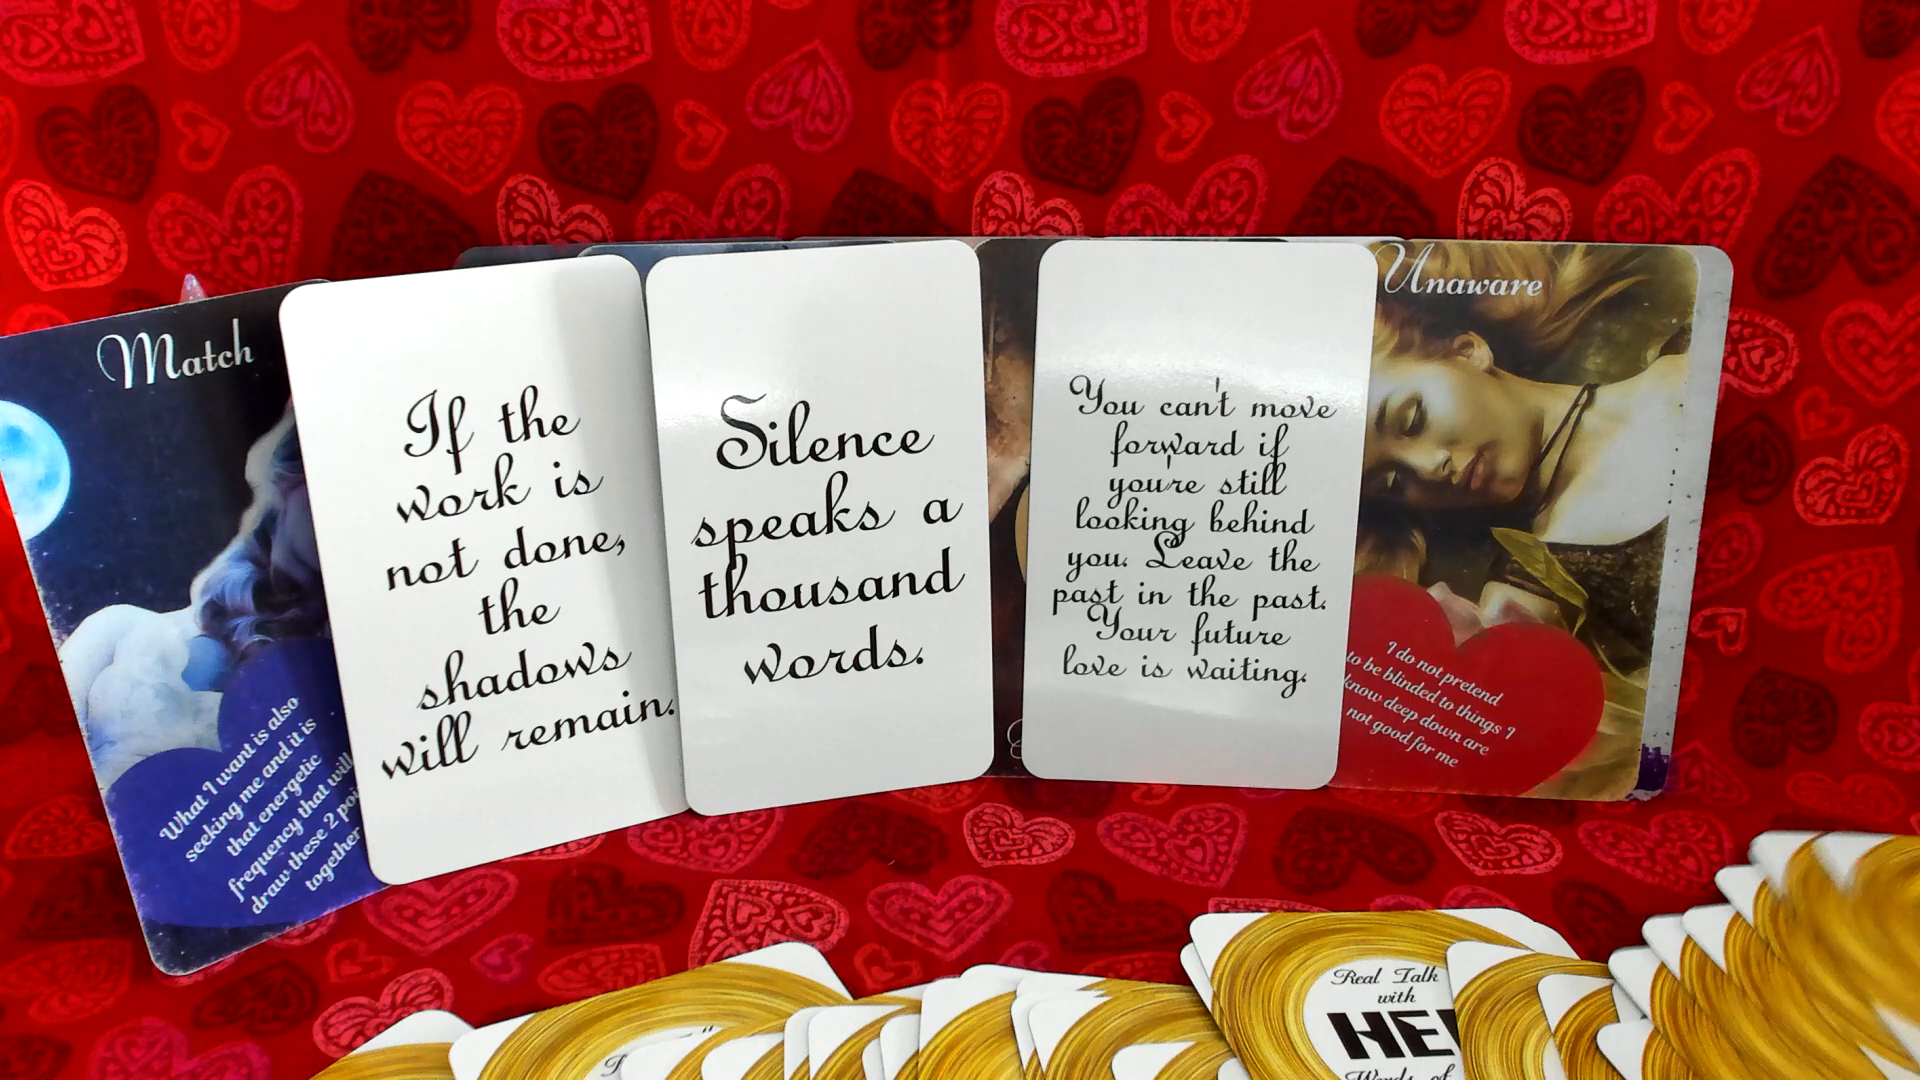 Match
What I want is also
seeking me and it is
that energetic
frequency that will
draw these 2
together
If the
work is
not done,
the
shadows
will remain.
Silence
speaks a
thousand
words.
You can't move
forward if
you're still
looking behind
you. Leave the
past in the past.
Your future
love is waiting.
Unaware
I do not pretend
to be blinded to things I
know deep down are
not good for me
Real Talk
with
Words of